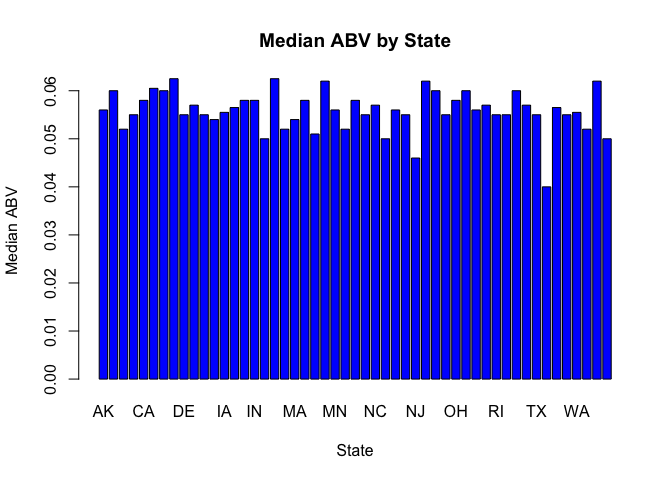 Median ABV by State
Median ABV
0.06
0.05
0.04
0.03
0.02
0.01
0.00
AK CA DE IA IN MA MN NC NJ OH RI TX WA
State